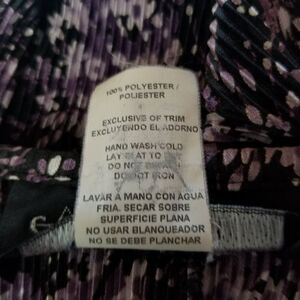 100% POLYESTER /
POLIESTER
EXCLUSIVE OF TRIM
EXCLUYENDO EL ADORNO
HAND WASH COLD
LAY FLAT TO
DO NOT
DO NOT IRON
LAVAR A MANO CON AGUA
FRIA. SECAR SOBRE
SUPERFICIE PLANA
NO USAR BLANQUEADOR
NO SE DEBE PLANCHAR